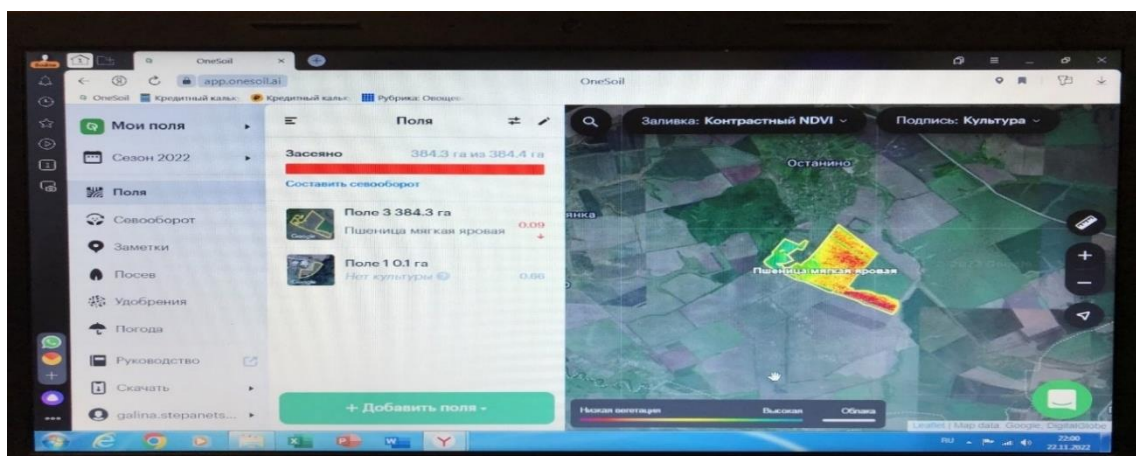 OneSoil
app.onesoil.ai
OneSoil
OneSoil
Кредитный кальк
Кредитный кальк
Рубрика: Овощи
Мои поля
Сезон 2022
Поля
Севооборот
Заметки
Посев
Удобрения
Погода
Руководство
Скачать
galina.stepanets...
Поля
Засеяно
384.3 га из 384.4 га
Составить севооборот
Поле 3 384.3 га
Пшеница мягкая яровая
0.09
Google
Поле 1 0.1 га
Нет культуры
+ Добавить поля
Заливка: Контрастный NDVI
Подпись: Культура
Останино
янка
Пшеница мягкая яровая
Низкая вегетация
Высокая
Облака
Leaflet | Map data: Google, DigitalGlobe
RU
22:00
22.11.2022